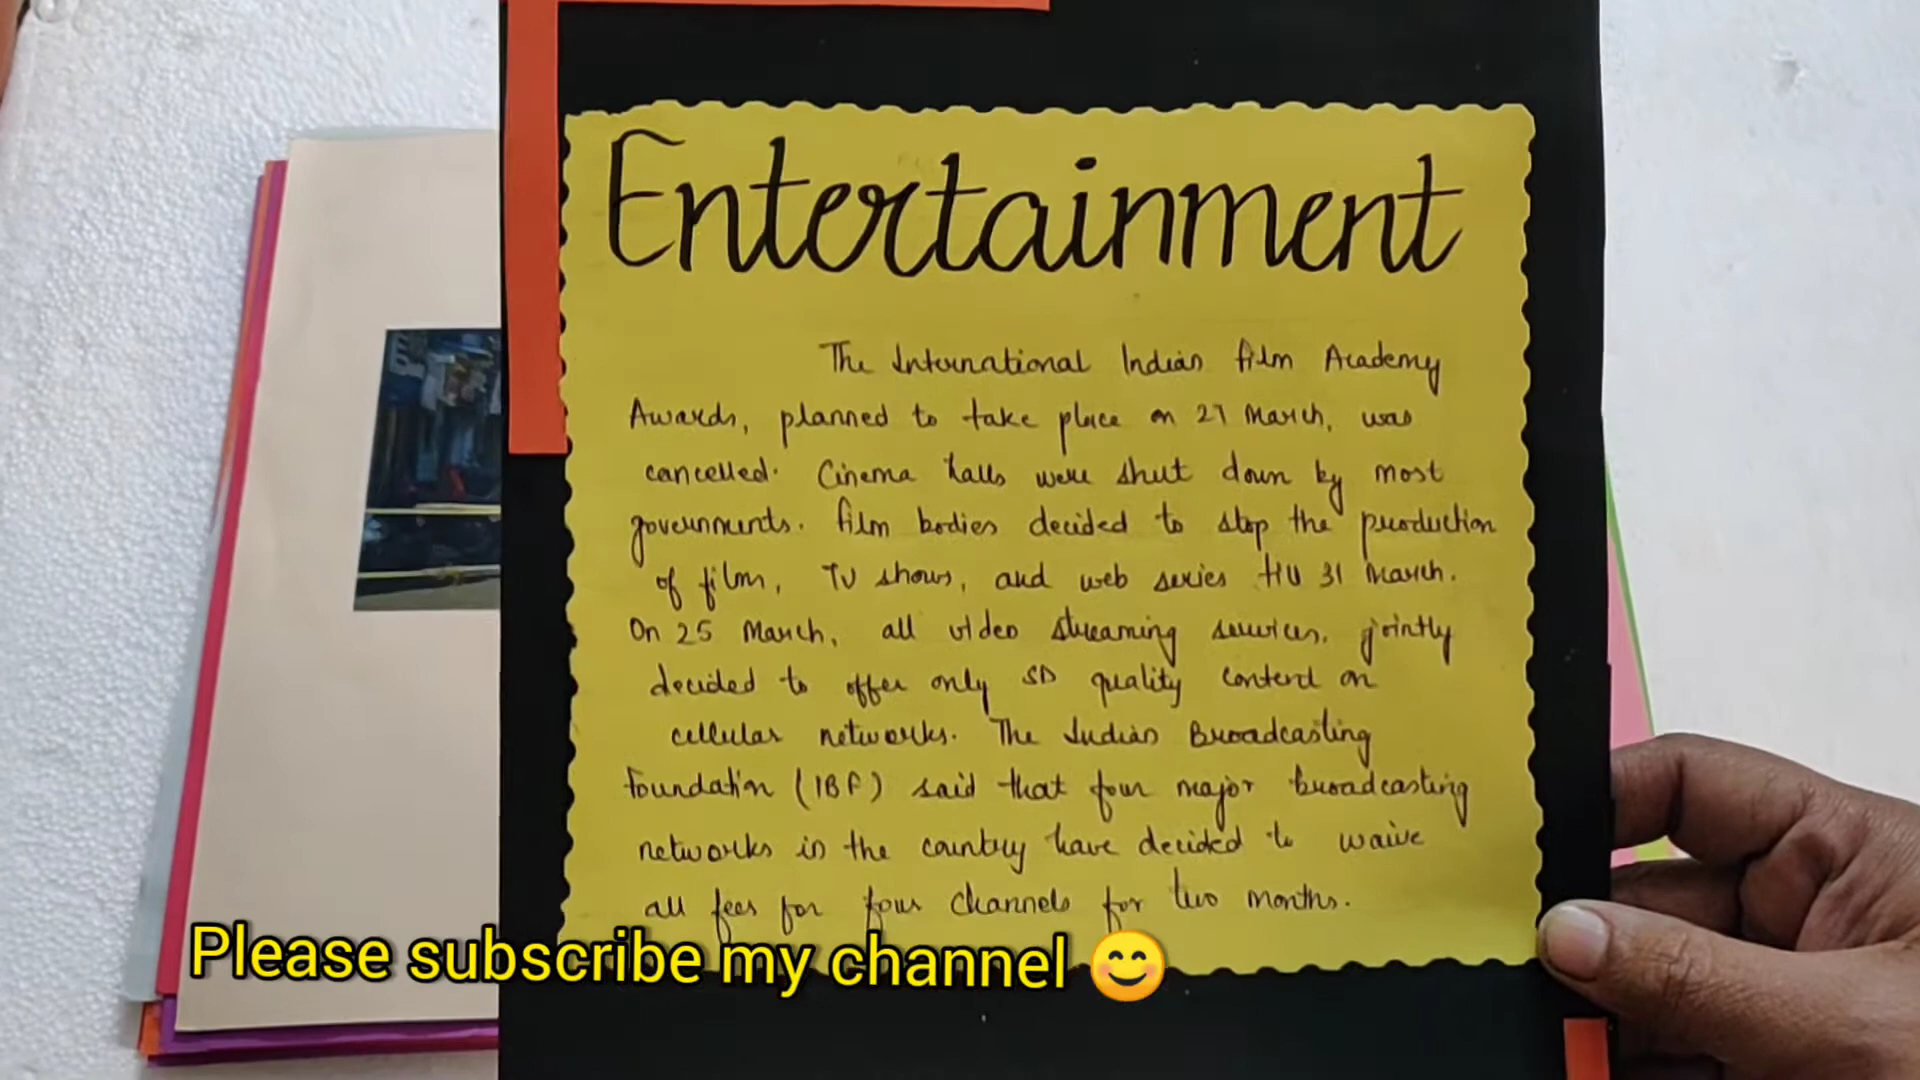 Entertainment
The International Indian film Academy
Awards, planned to take place on 27 March, was
cancelled. Cinema halls were shut down by most
governments. film bodies decided to stop the production
of film, TV shows, and web series till 31 March.
On 25 March, all video streaming services, jointly
decided to offer only SD quality content on
cellular networks. The Indian Broadcasting
foundation (IBF) said that four major broadcasting
networks in the country have decided to waive
all fees for four channels for two months.
Please subscribe my channel 😊